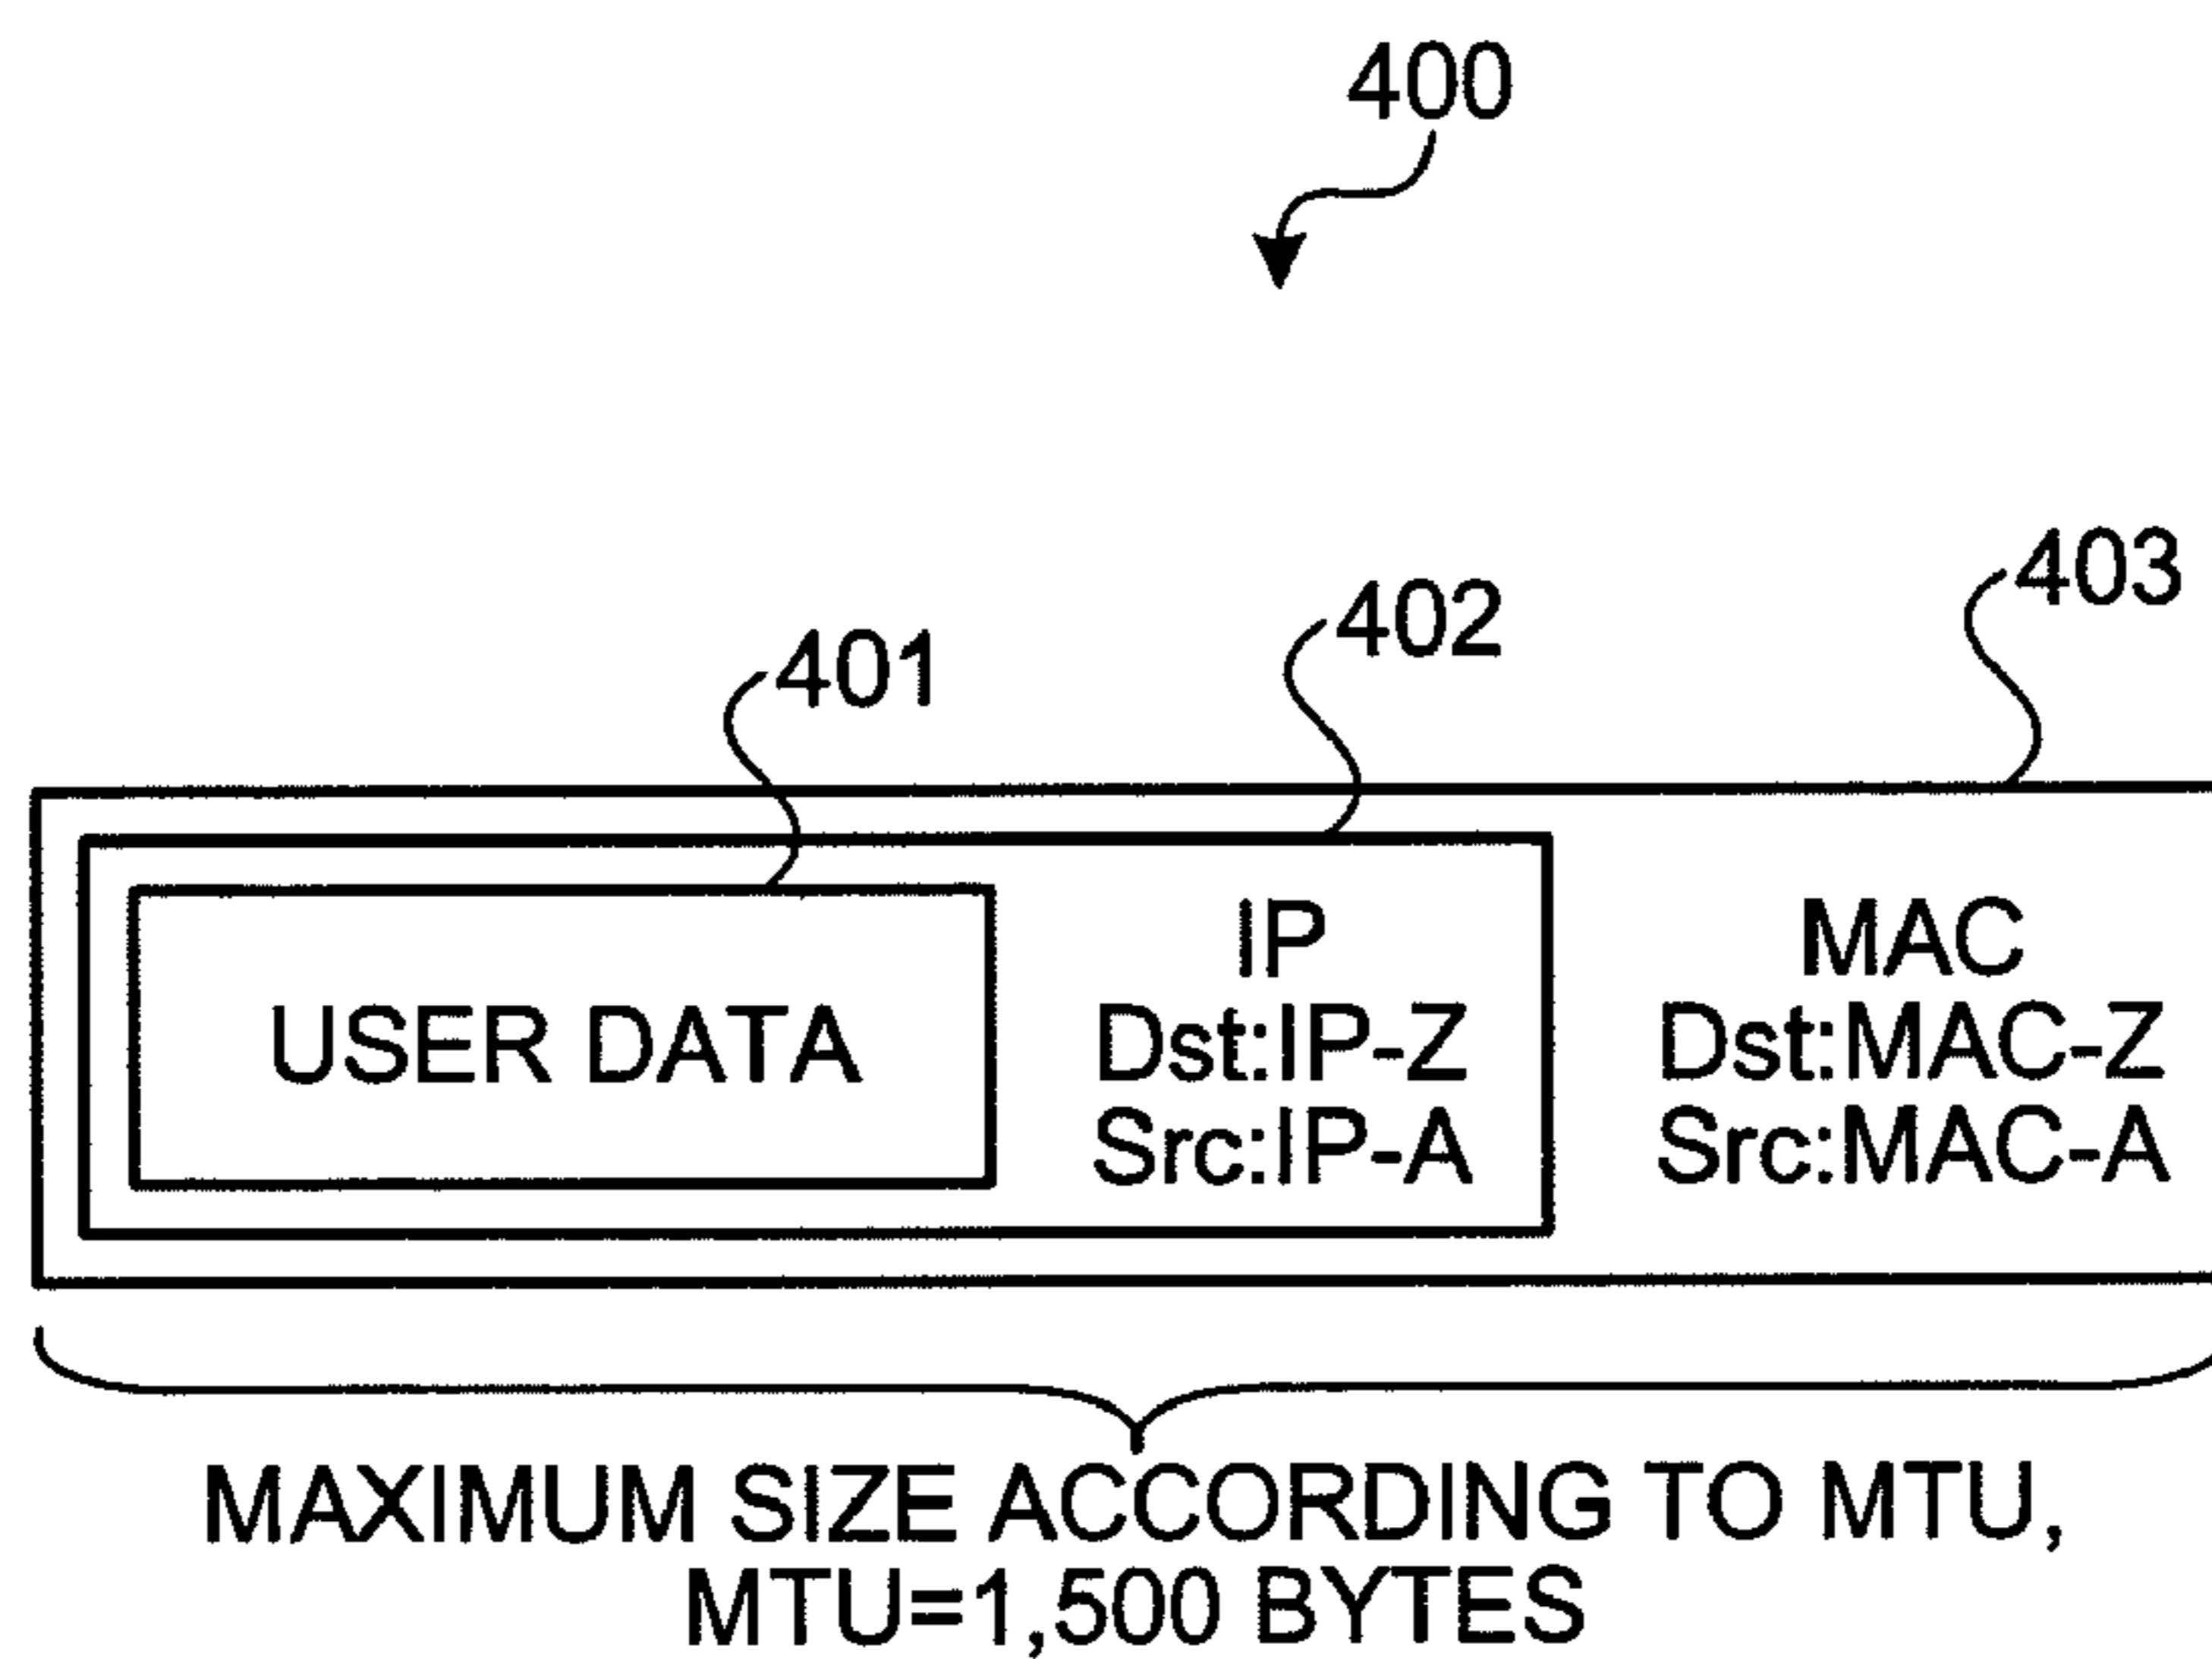 400
403
402
401
USER DATA
IP
Dst:IP-Z
Src:IP-A
MAC
Dst:MAC-Z
Src:MAC-A
MAXIMUM SIZE ACCORDING TO MTU,
MTU=1,500 BYTES